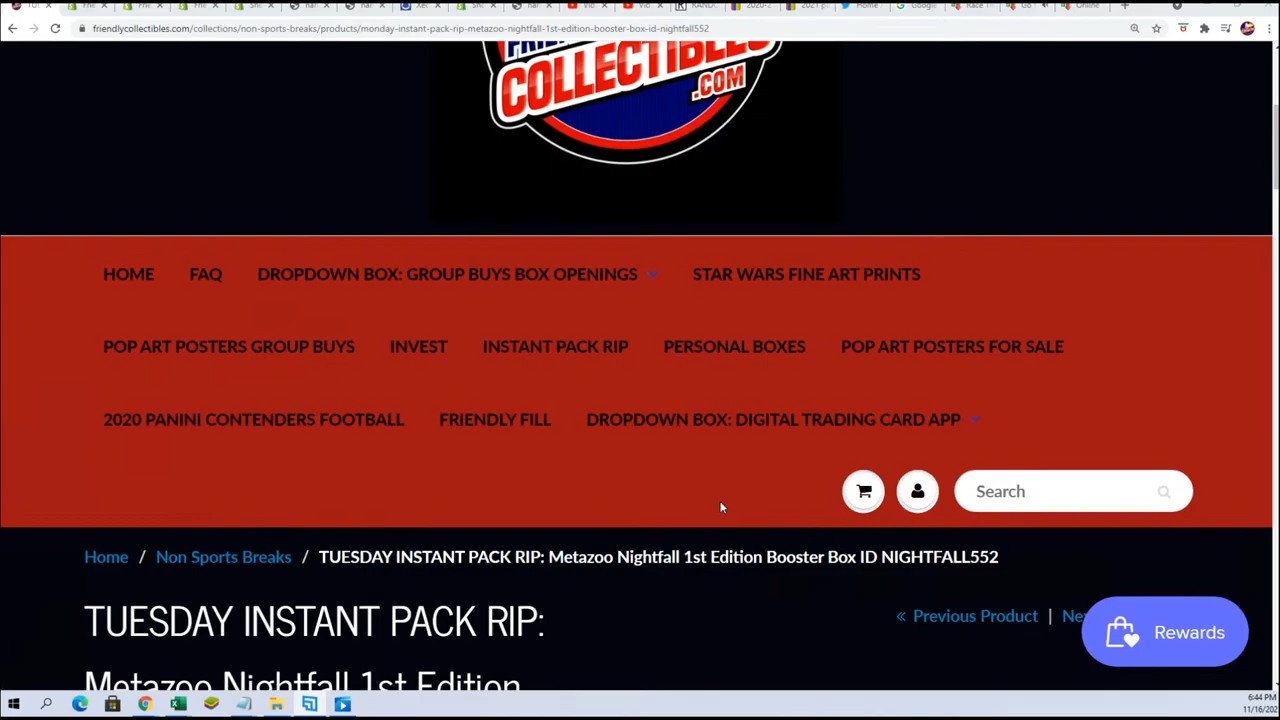 friendlycollectibles.com/collections/non-sports-breaks/products/monday-instant-pack-rip-metazoo-nightfall-1st-edition-booster-box-id-nightfall552
COLLECTIBLES
.COM
HOME FAQ DROPDOWN BOX: GROUP BUYS BOX OPENINGS STAR WARS FINE ART PRINTS
POP ART POSTERS GROUP BUYS INVEST INSTANT PACK RIP PERSONAL BOXES POP ART POSTERS FOR SALE
2020 PANINI CONTENDERS FOOTBALL FRIENDLY FILL DROPDOWN BOX: DIGITAL TRADING CARD APP
Search
Home / Non Sports Breaks / TUESDAY INSTANT PACK RIP: Metazoo Nightfall 1st Edition Booster Box ID NIGHTFALL552
TUESDAY INSTANT PACK RIP:
« Previous Product |
Rewards
Metazoo Nightfall 1st Edition
6:44 PM
11/16/202